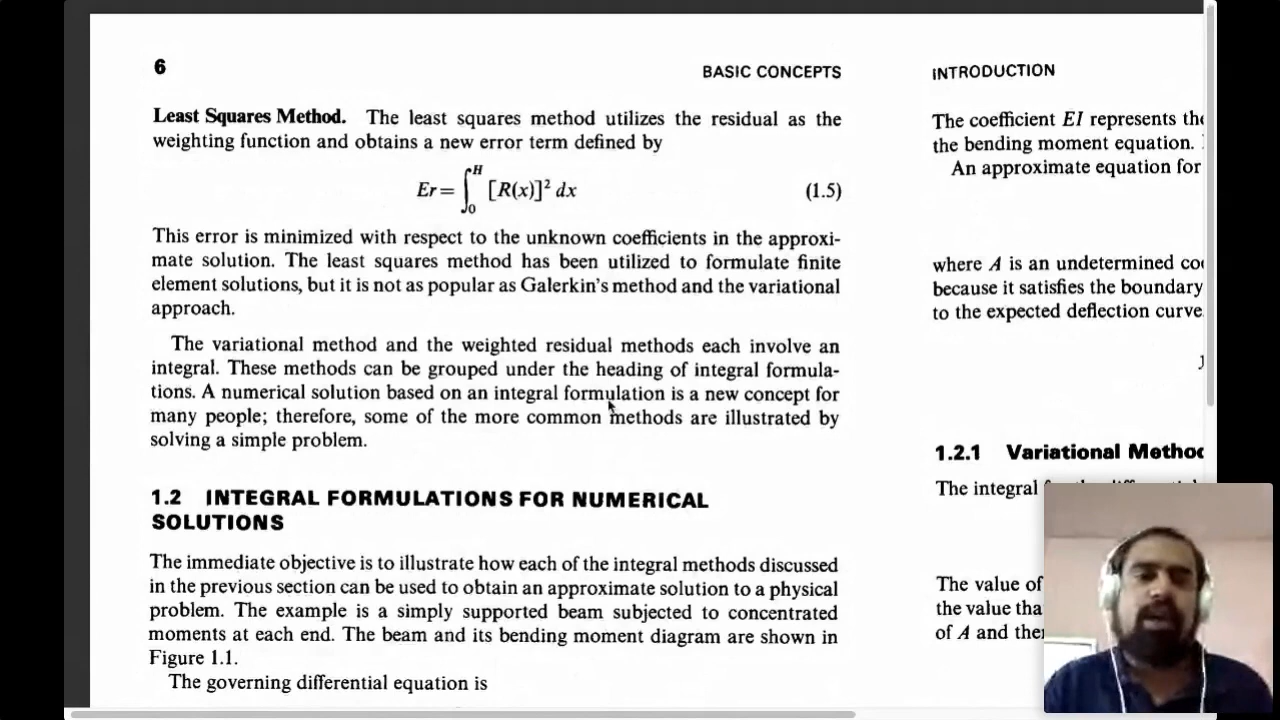 6
BASIC CONCEPTS
Least Squares Method. The least squares method utilizes the residual as the
weighting function and obtains a new error term defined by
Er = ∫₀ᴴ [R(x)]² dx (1.5)
This error is minimized with respect to the unknown coefficients in the approxi-
mate solution. The least squares method has been utilized to formulate finite
element solutions, but it is not as popular as Galerkin's method and the variational
approach.
The variational method and the weighted residual methods each involve an
integral. These methods can be grouped under the heading of integral formula-
tions. A numerical solution based on an integral formulation is a new concept for
many people; therefore, some of the more common methods are illustrated by
solving a simple problem.
1.2 INTEGRAL FORMULATIONS FOR NUMERICAL
SOLUTIONS
The immediate objective is to illustrate how each of the integral methods discussed
in the previous section can be used to obtain an approximate solution to a physical
problem. The example is a simply supported beam subjected to concentrated
moments at each end. The beam and its bending moment diagram are shown in
Figure 1.1.
The governing differential equation is
INTRODUCTION
The coefficient EI represents
the bending moment equation.
An approximate equation for
where A is an undetermined
because it satisfies the boundary
to the expected deflection curve
1.2.1 Variational
The integral
The value of
the value
of A and